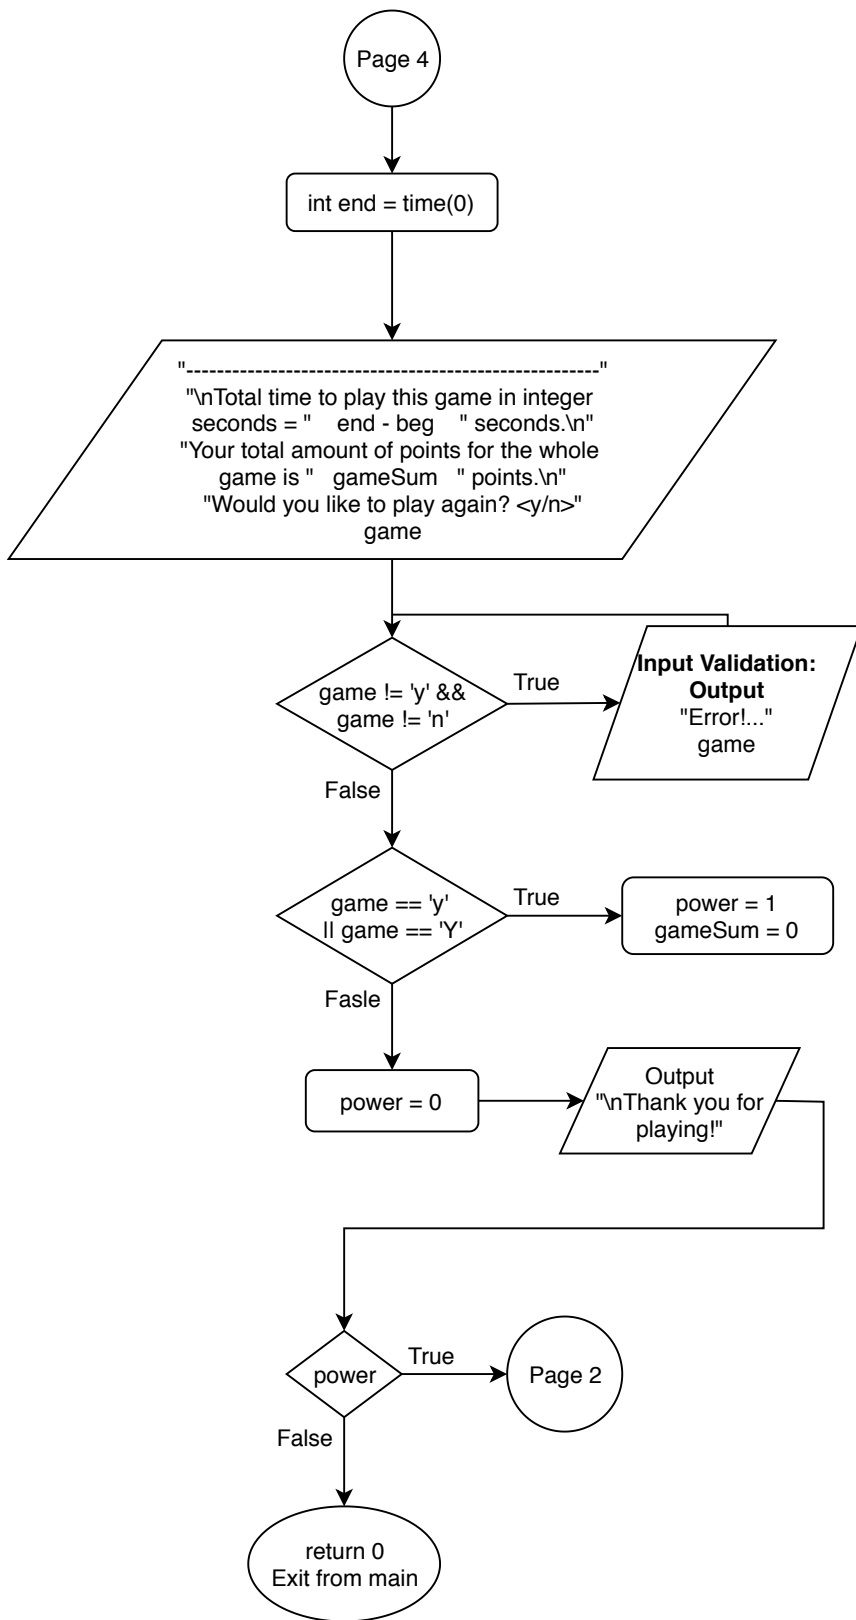 Page 4
int end = time(0)
"-------------------------------------------------------"
"\nTotal time to play this game in integer
seconds = " end - beg " seconds.\n"
"Your total amount of points for the whole
game is " gameSum " points.\n"
"Would you like to play again? <y/n>"
game
game != 'y' &&
game != 'n'
True
Input Validation:
Output
"Error!..."
game
False
game == 'y'
|| game == 'Y'
True
power = 1
gameSum = 0
Fasle
power = 0
Output
"\nThank you for
playing!"
power
True
Page 2
False
return 0
Exit from main